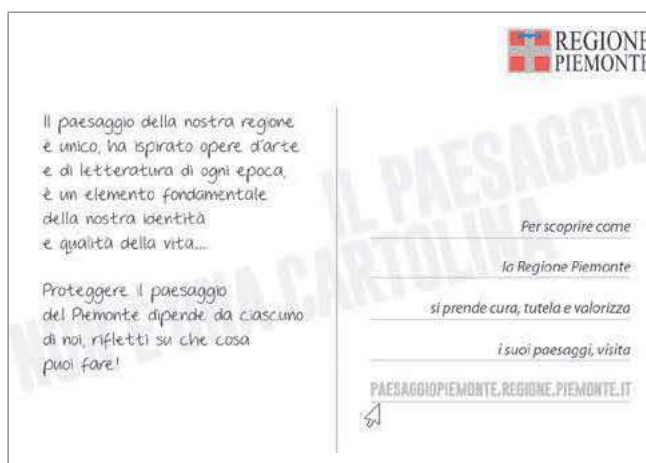 REGIONE
PIEMONTE
Il paesaggio della nostra regione
è unico, ha ispirato opere d'arte
e di letteratura di ogni epoca,
è un elemento fondamentale
della nostra identità
e qualità della vita...
Proteggere il paesaggio
del Piemonte dipende da ciascuno
di noi, rifletti su che cosa
puoi fare!
IL PAESAGGIO
NON È UNA CARTOLINA
Per scoprire come
la Regione Piemonte
si prende cura, tutela e valorizza
i suoi paesaggi, visita
PAESAGGIOPIEMONTE.REGIONE.PIEMONTE.IT